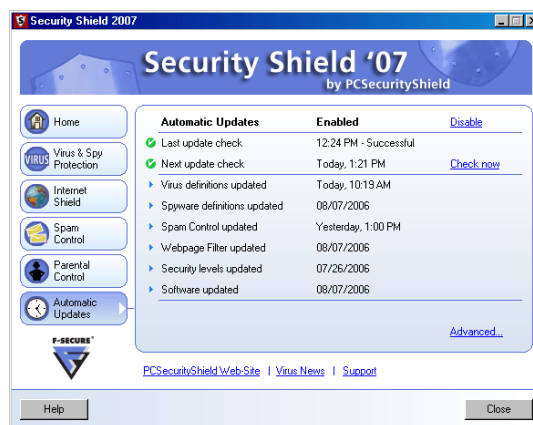 Security Shield 2007
Security Shield '07
by PCSecurityShield
Home
Virus & Spy
Protection
VIRUS
Internet
Shield
Spam
Control
Parental
Control
Automatic
Updates
F-SECURE
Automatic Updates Enabled Disable
Last update check 12:24 PM - Successful
Next update check Today, 1:21 PM Check now
Virus definitions updated Today, 10:19 AM
Spyware definitions updated 08/07/2006
Spam Control updated Yesterday, 1:00 PM
Webpage Filter updated 08/07/2006
Security levels updated 07/26/2006
Software updated 08/07/2006
Advanced...
PCSecurityShield Web-Site | Virus News | Support
Help Close